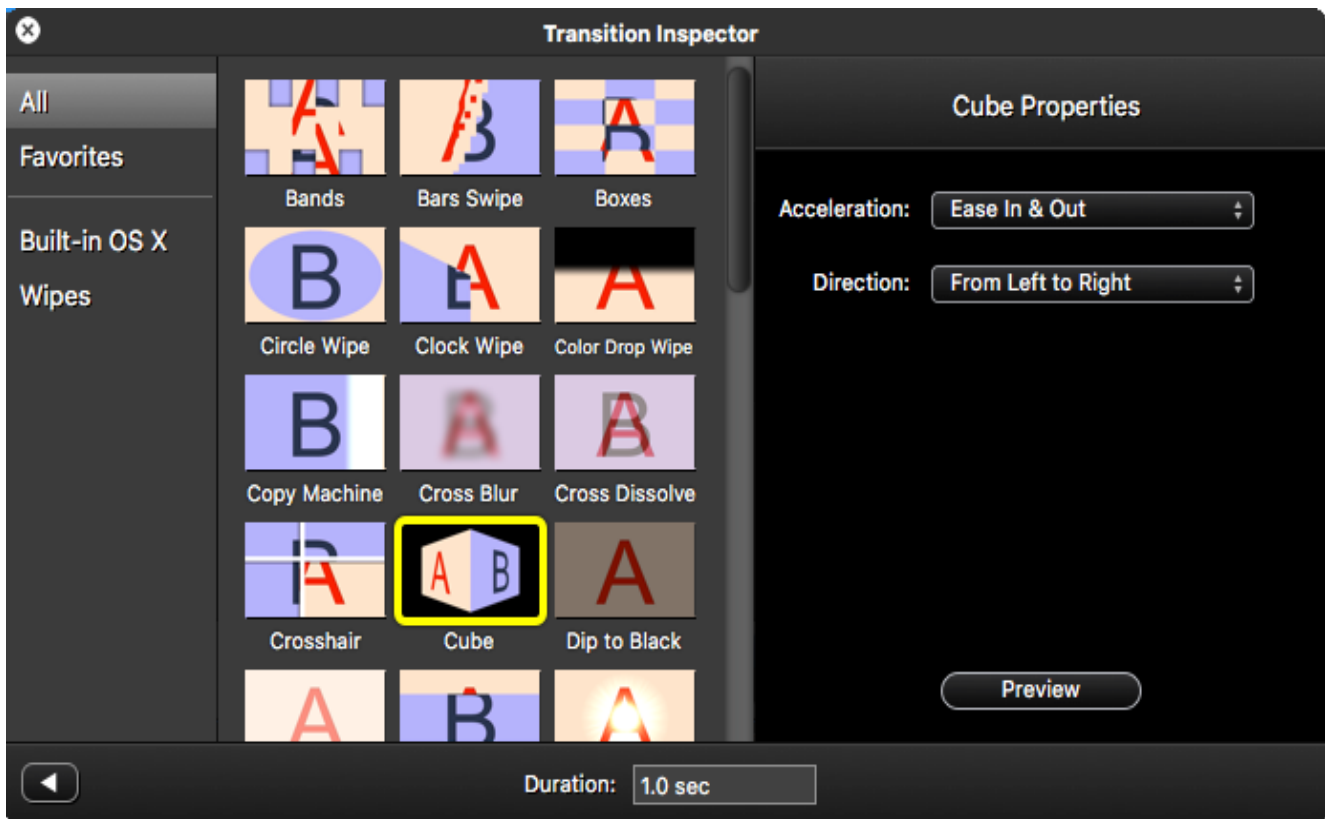 Transition Inspector
All
Favorites
Built-in OS X
Wipes
A
A
B
A
B
Bands
Bars Swipe
Boxes
B
B
A
A
Circle Wipe
Clock Wipe
Color Drop Wipe
B
A
B
A
B
Copy Machine
Cross Blur
Cross Dissolve
B
A
A
B
A
Crosshair
Cube
Dip to Black
A
B
A
Cube Properties
Acceleration:
Ease In & Out
Direction:
From Left to Right
Preview
Duration:
1.0 sec